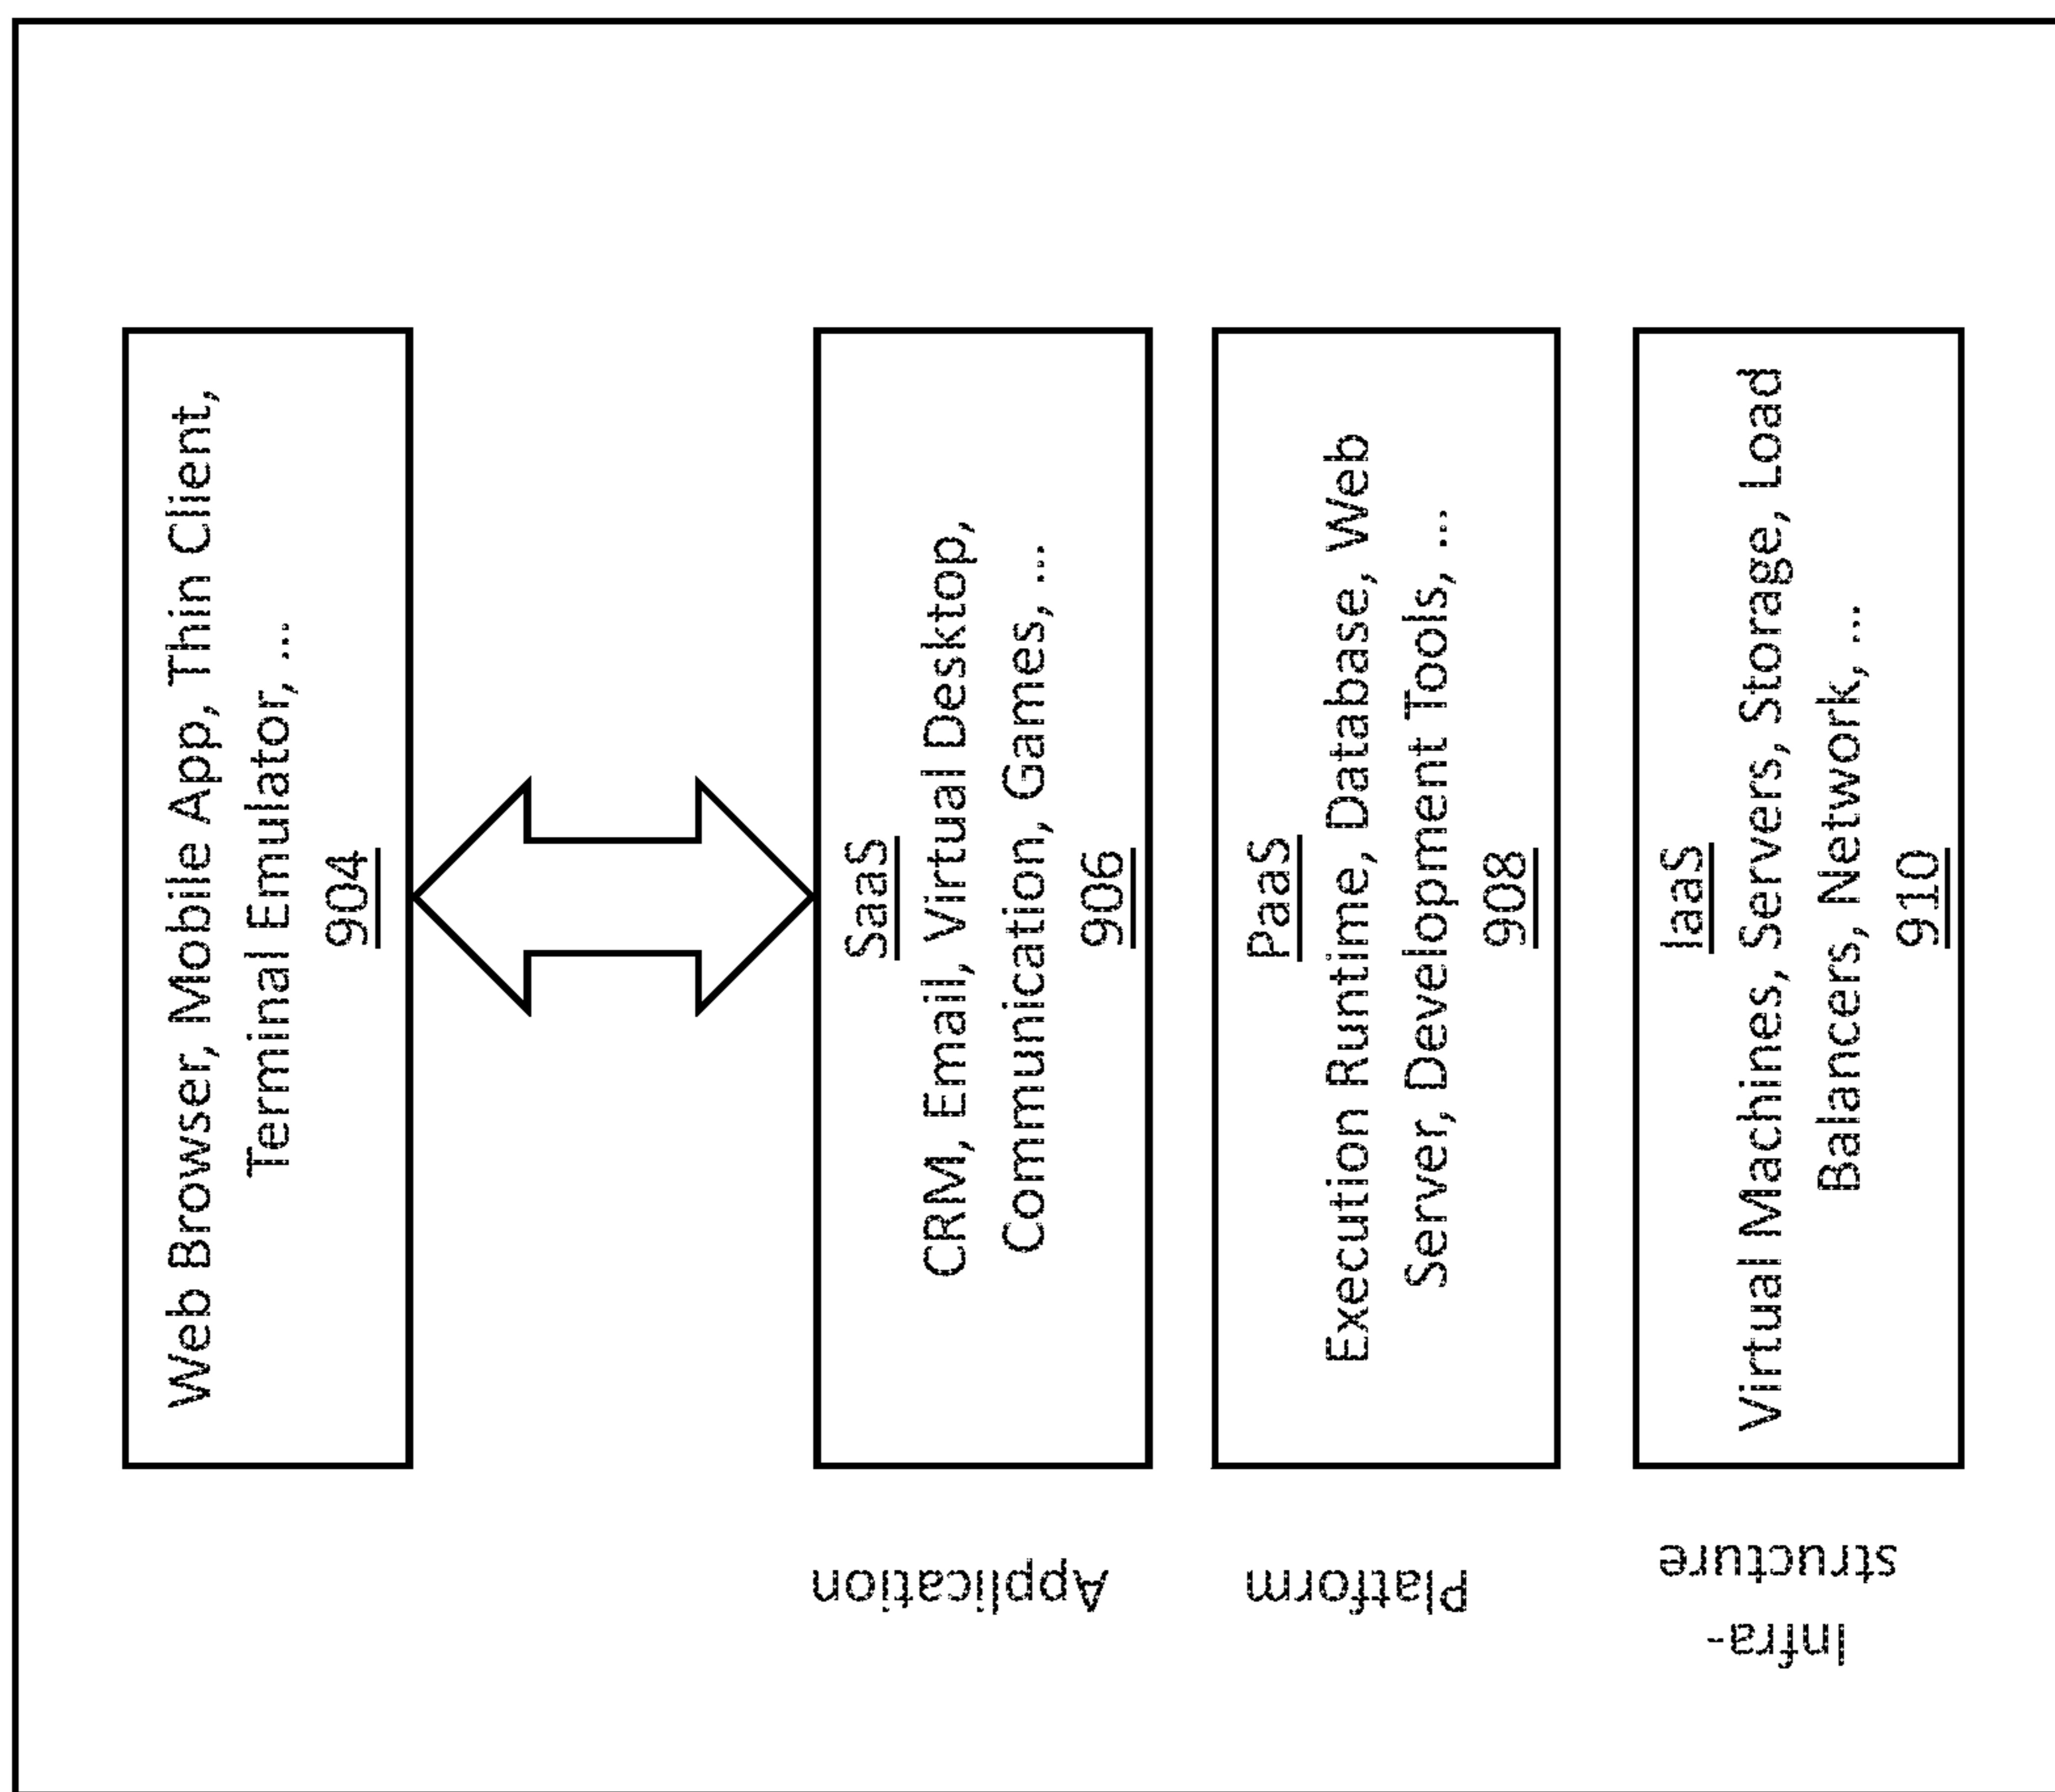 Web Browser, Mobile App, Thin Client,
Terminal Emulator, ...
904
Application
SaaS
CRM, Email, Virtual Desktop,
Communication, Games, ...
906
Platform
PaaS
Execution Runtime, Database, Web
Server, Development Tools, ...
908
Infra-
structure
IaaS
Virtual Machines, Servers, Storage, Load
Balancers, Network, ...
910